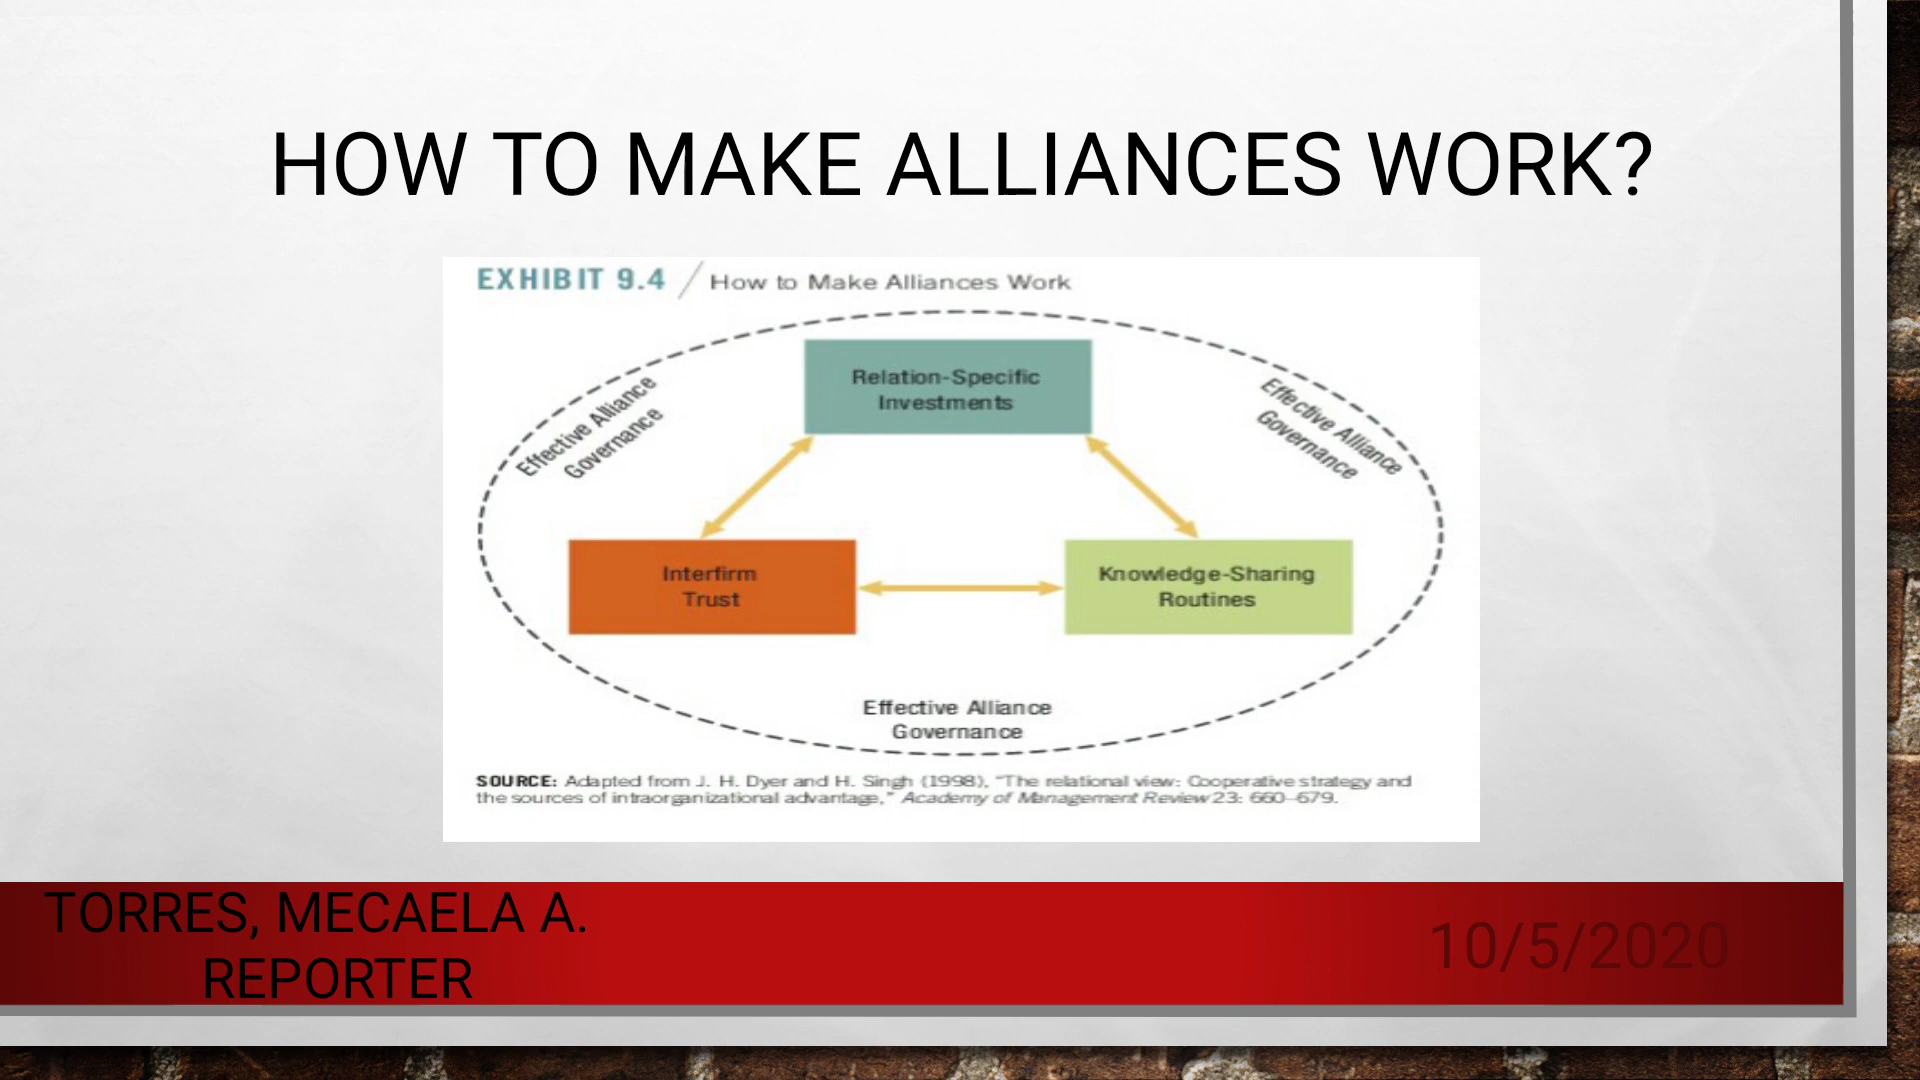 HOW TO MAKE ALLIANCES WORK?
EXHIBIT 9.4 / How to Make Alliances Work
Effective Alliance
Governance
Relation-Specific
Investments
Effective Alliance
Governance
Interfirm
Trust
Knowledge-Sharing
Routines
Effective Alliance
Governance
SOURCE: Adapted from J. H. Dyer and H. Singh (1998), "The relational view: Cooperative strategy and
the sources of intraorganizational advantage," Academy of Management Review 23: 660–679.
TORRES, MECAELA A.
REPORTER
10/5/2020